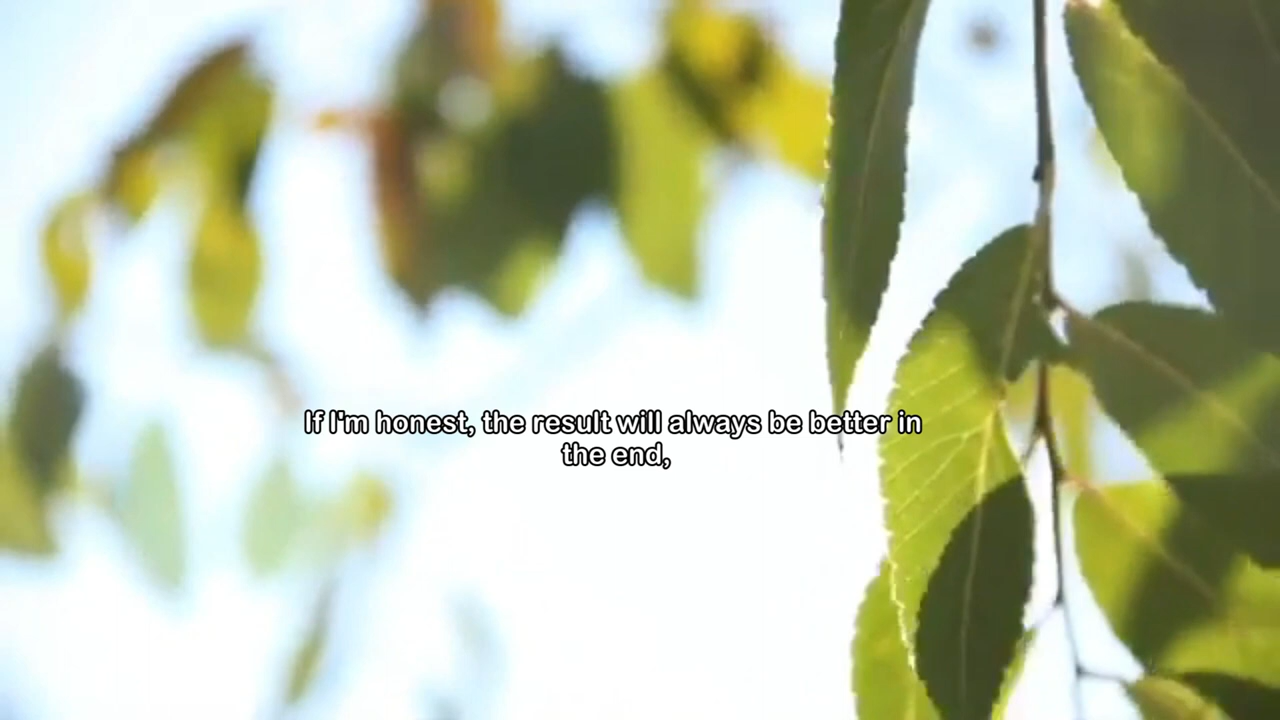 If I'm honest, the result will always be better in
the end,